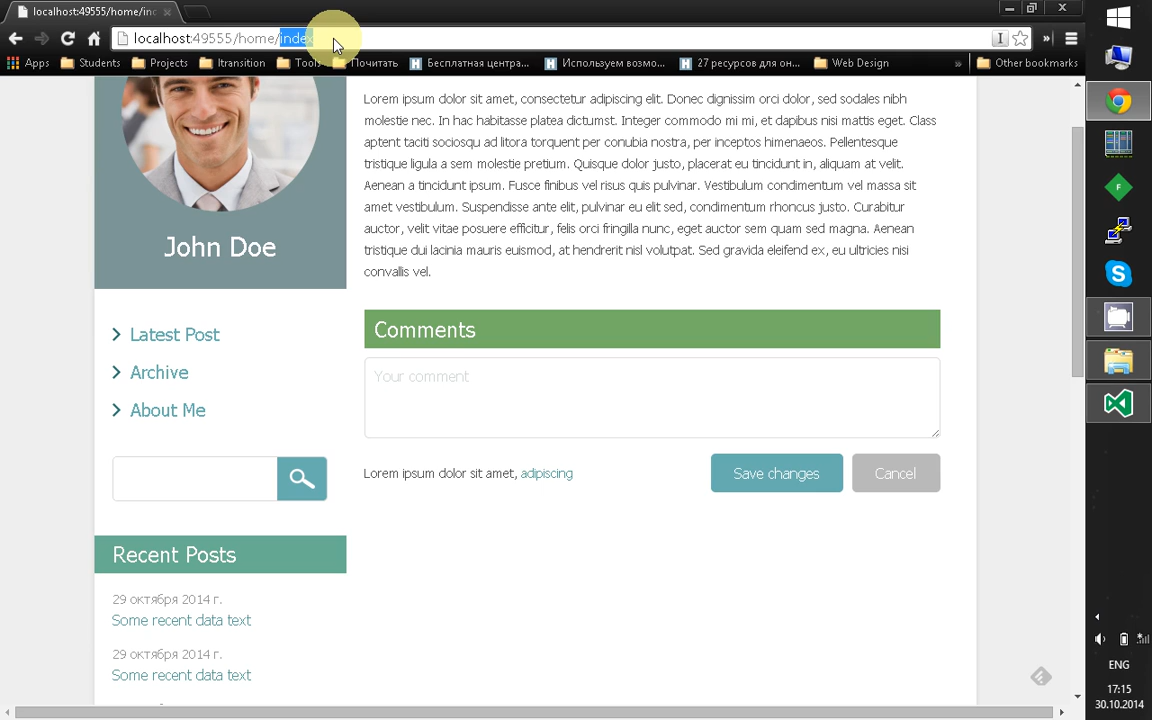 localhost:49555/home/inc
localhost:49555/home/index
Apps
Students
Projects
Itransition
Tools
Почитать
Бесплатная центра...
Используем возмо...
27 ресурсов для он...
Web Design
»
Other bookmarks
Lorem ipsum dolor sit amet, consectetur adipiscing elit. Donec dignissim orci dolor, sed sodales nibh
molestie nec. In hac habitasse platea dictumst. Integer commodo mi mi, et dapibus nisi mattis eget. Class
aptent taciti sociosqu ad litora torquent per conubia nostra, per inceptos himenaeos. Pellentesque
tristique ligula a sem molestie pretium. Quisque dolor justo, placerat eu tincidunt in, aliquam at velit.
Aenean a tincidunt ipsum. Fusce finibus vel risus quis pulvinar. Vestibulum condimentum vel massa sit
amet vestibulum. Suspendisse ante elit, pulvinar eu elit sed, condimentum rhoncus justo. Curabitur
auctor, velit vitae posuere efficitur, felis orci fringilla nunc, eget auctor sem quam sed magna. Aenean
tristique dui lacinia mauris euismod, at hendrerit nisl volutpat. Sed gravida eleifend ex, eu ultricies nisi
convallis vel.
John Doe
Latest Post
Archive
About Me
Comments
Your comment
Lorem ipsum dolor sit amet, adipiscing
Save changes
Cancel
Recent Posts
29 октября 2014 г.
Some recent data text
29 октября 2014 г.
Some recent data text
ENG
17:15
30.10.2014